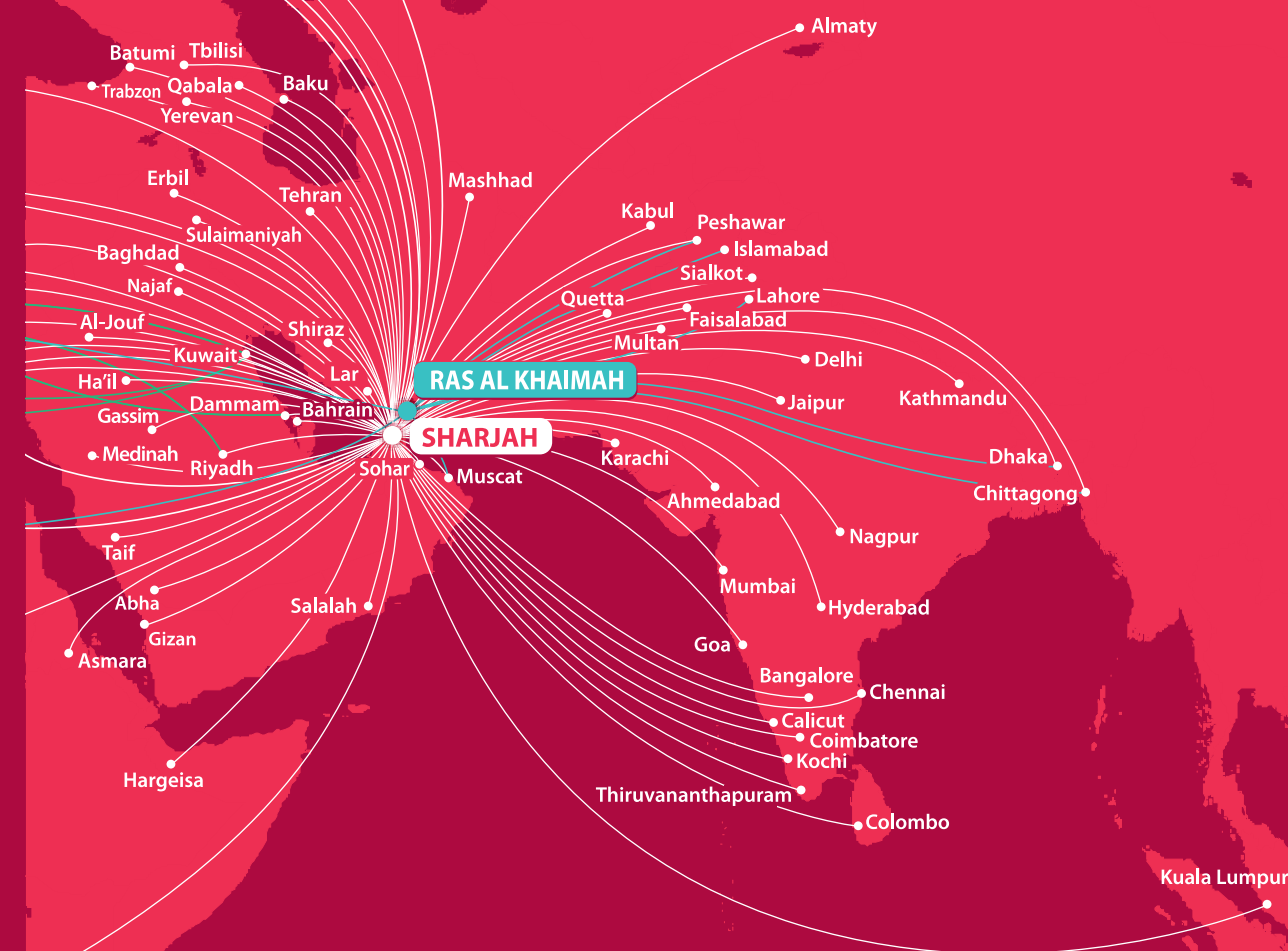 Almaty
Batumi
Tbilisi
Trabzon
Qabala
Baku
Yerevan
Erbil
Tehran
Mashhad
Sulaimaniyah
Kabul
Peshawar
Baghdad
Islamabad
Najaf
Sialkot
Quetta
Lahore
Al-Jouf
Shiraz
Faisalabad
Multan
Kuwait
Delhi
Lar
Ha'il
RAS AL KHAIMAH
Kathmandu
Dammam
Bahrain
Jaipur
Gassim
SHARJAH
Medinah
Riyadh
Sohar
Muscat
Karachi
Dhaka
Ahmedabad
Chittagong
Nagpur
Taif
Mumbai
Abha
Salalah
Hyderabad
Gizan
Goa
Asmara
Bangalore
Chennai
Calicut
Coimbatore
Kochi
Hargeisa
Thiruvananthapuram
Colombo
Kuala Lumpur